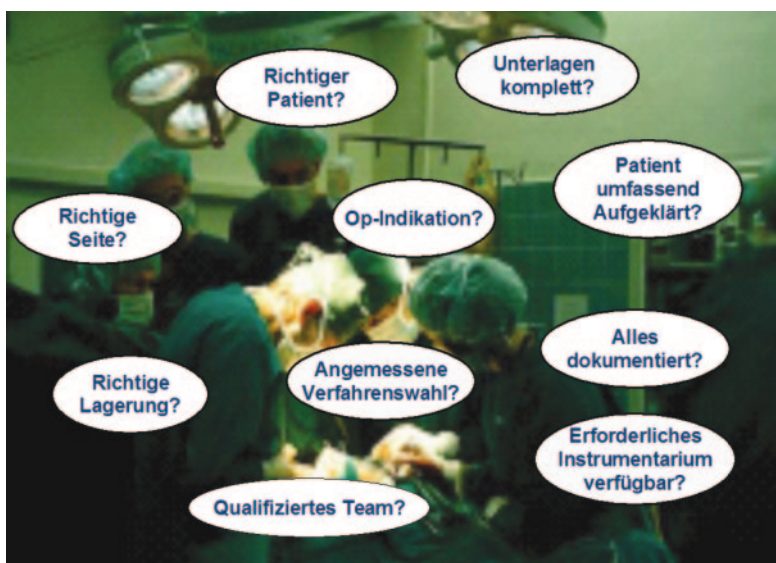 Richtiger
Patient?
Unterlagen
komplett?
Patient
umfassend
Aufgeklärt?
Richtige
Seite?
Op-Indikation?
Alles
dokumentiert?
Angemessene
Verfahrenswahl?
Richtige
Lagerung?
Erforderliches
Instrumentarium
verfügbar?
Qualifiziertes Team?